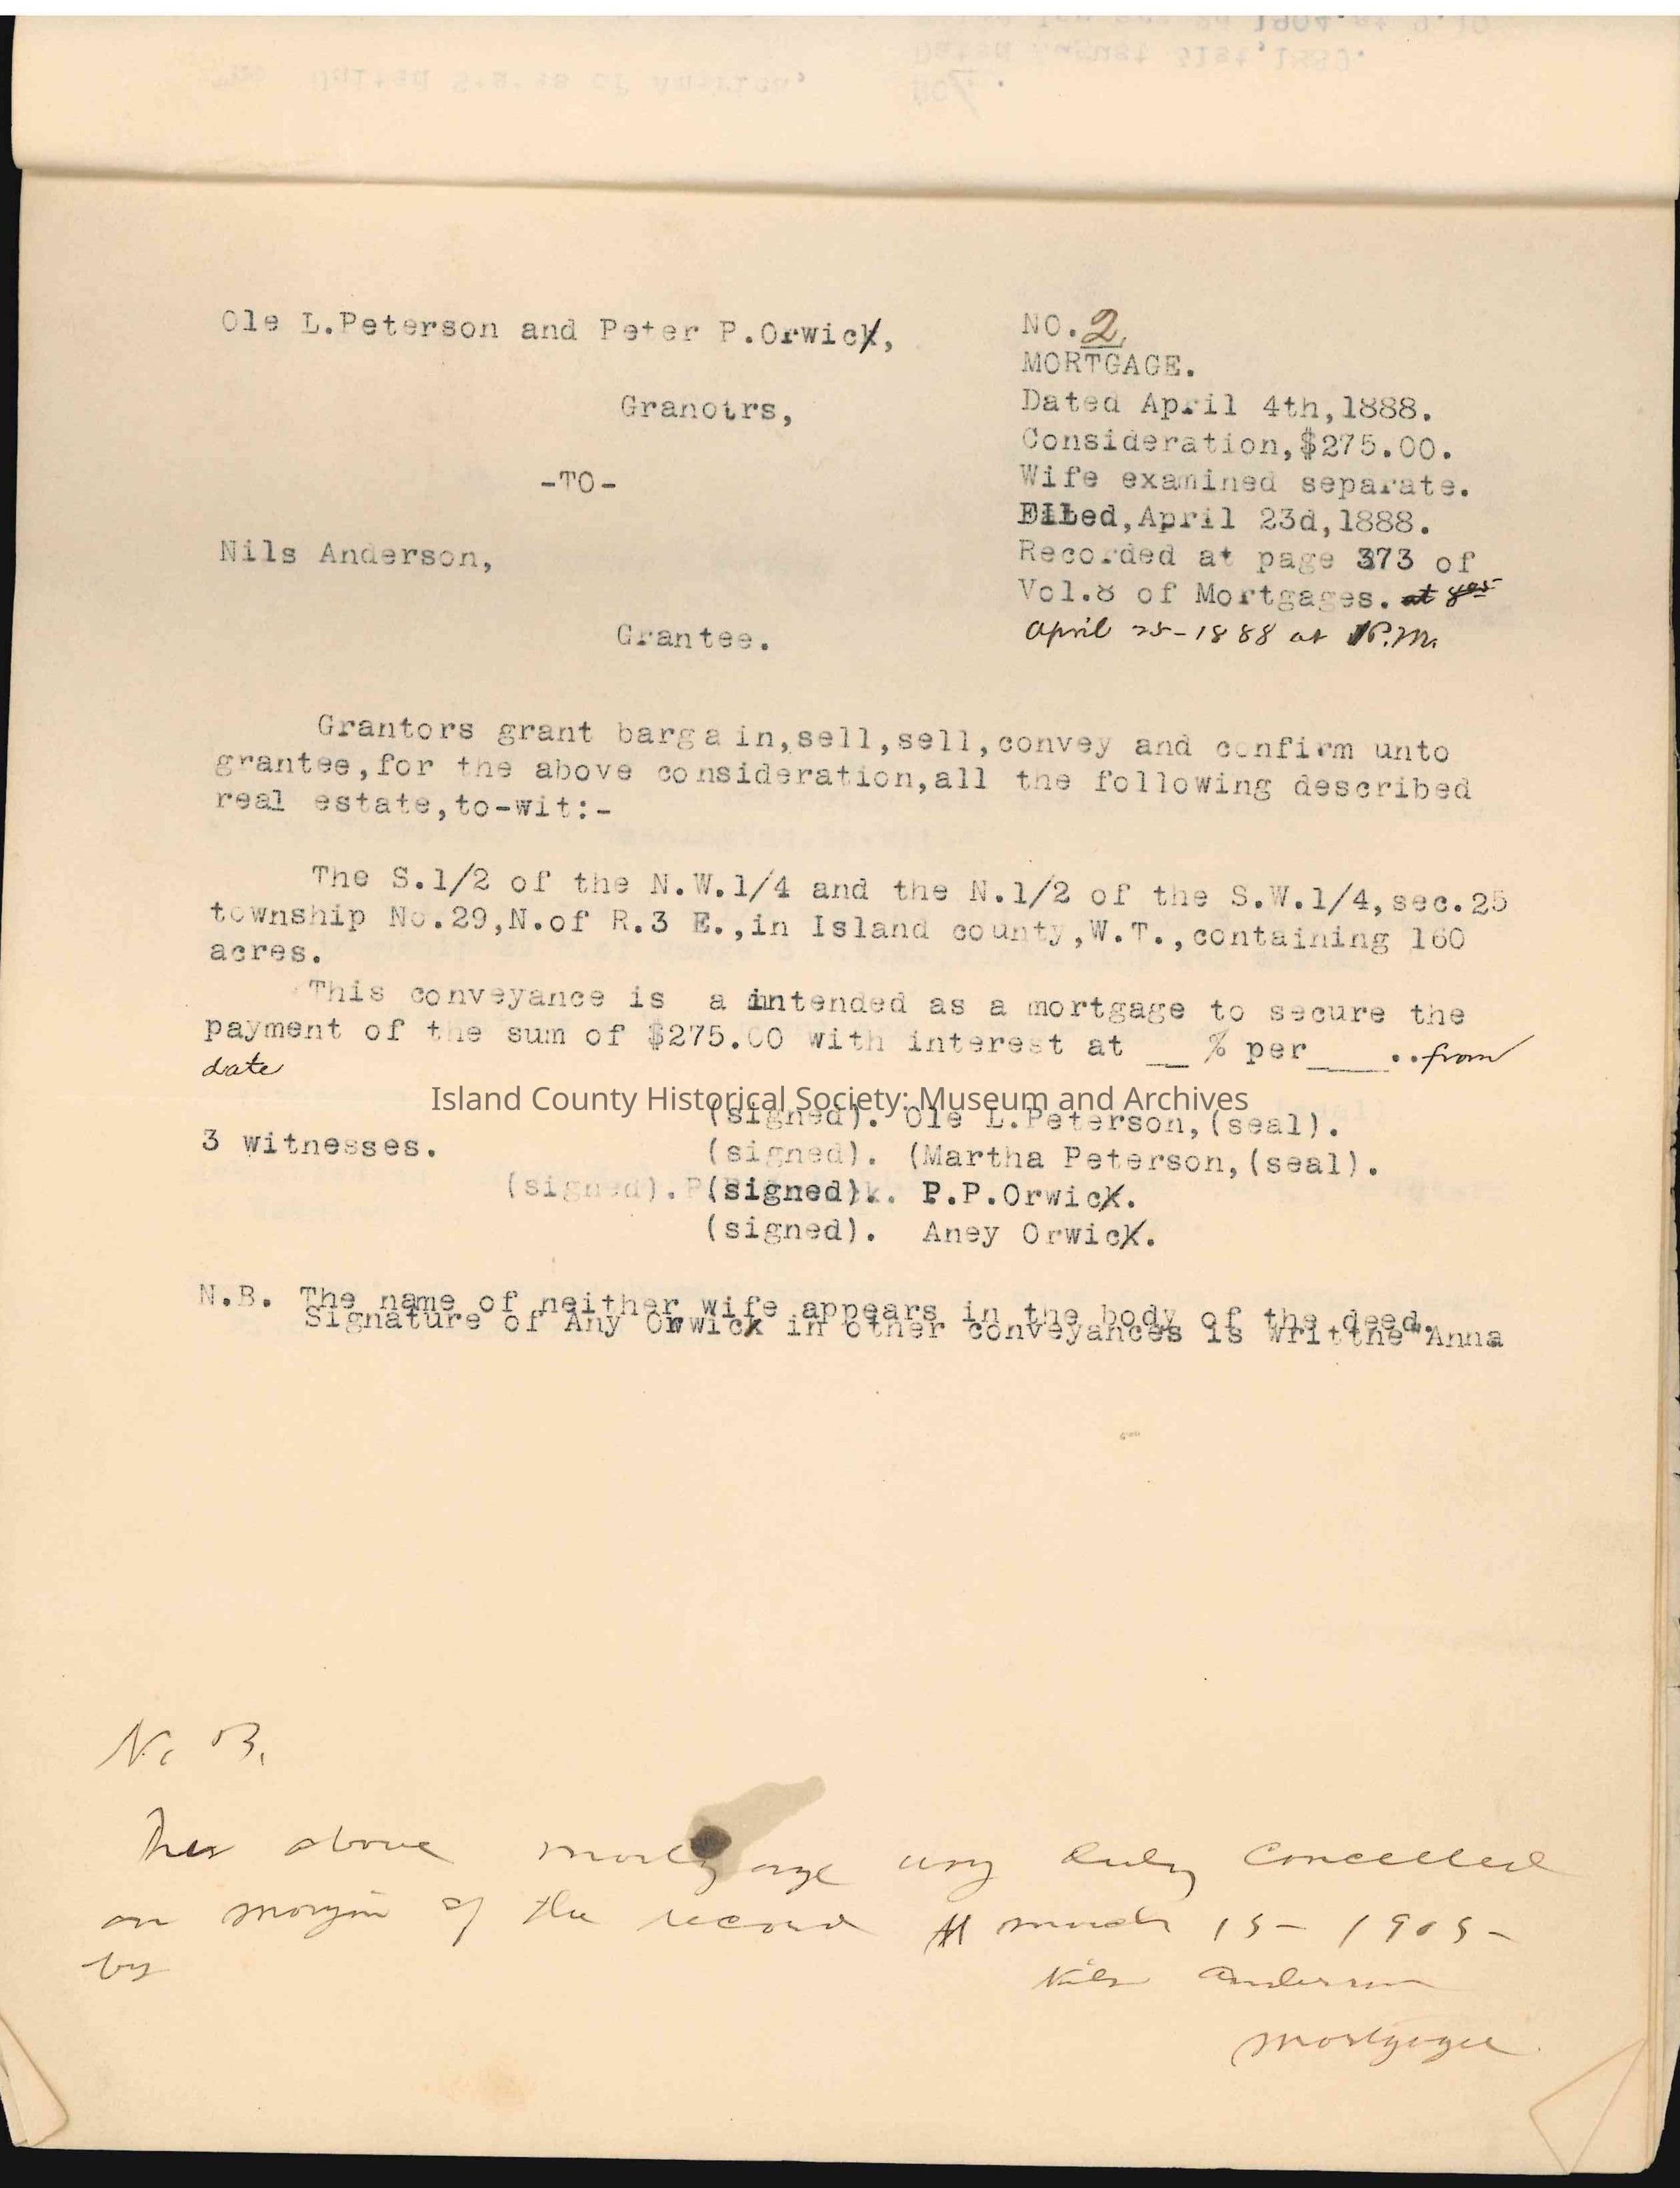 Ole L.Peterson and Peter P.Orwick,
NO.2,
MORTGAGE.
Granoirs,
Dated April 4th,1888.
Consideration,$275.00.
-TO-
Wife examined separate.
Filed,April 23d,1888.
Nils Anderson,
Recorded at page 373 of
Vol.8 of Mortgages. at
Grantee.
April 25-1888 at 1P.M.
Grantors grant bargain,sell,sell,convey and confirm unto
grantee,for the above consideration,all the following described
real estate,to-wit:-
The S.1/2 of the N.W.1/4 and the N.1/2 of the S.W.1/4,sec.25
township No.29,N.of R.3 E.,in Island county,W.T.,containing 160
acres.
This conveyance is a intended as a mortgage to secure the
payment of the sum of $275.00 with interest at __ % per____..from
date
Island County Historical Society: Museum and Archives
(signed). Ole L.Peterson,(seal).
3 witnesses.
(signed). (Martha Peterson,(seal).
(signed).P (signed).k. P.P.Orwick.
(signed). Aney Orwick.
N.B. The name of neither wife appears in the body of the deed.
Signature of Any Orwick in other conveyances is writthe"Anna
N. B.
The above mortgage was duly cancelled
on margin of the record March 15- 1905-
by
Nils Anderson
mortgagee